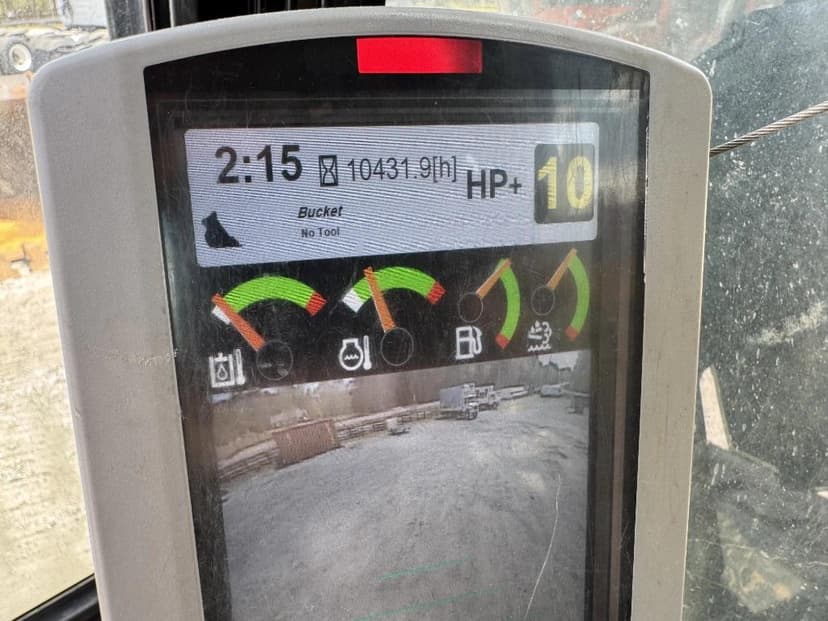 2:15 10431.9[h] HP+ 10
Bucket
No Tool